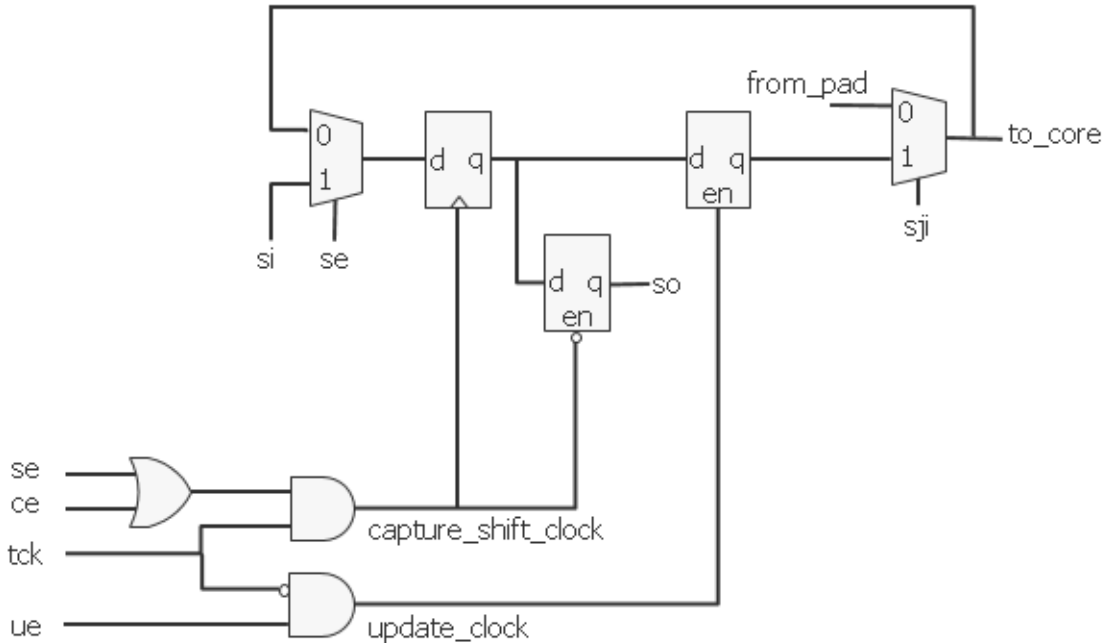 from_pad
0
0
d q
d q
1
to_core
1
en
sji
si
se
d q
so
en
se
ce
capture_shift_clock
tck
ue
update_clock